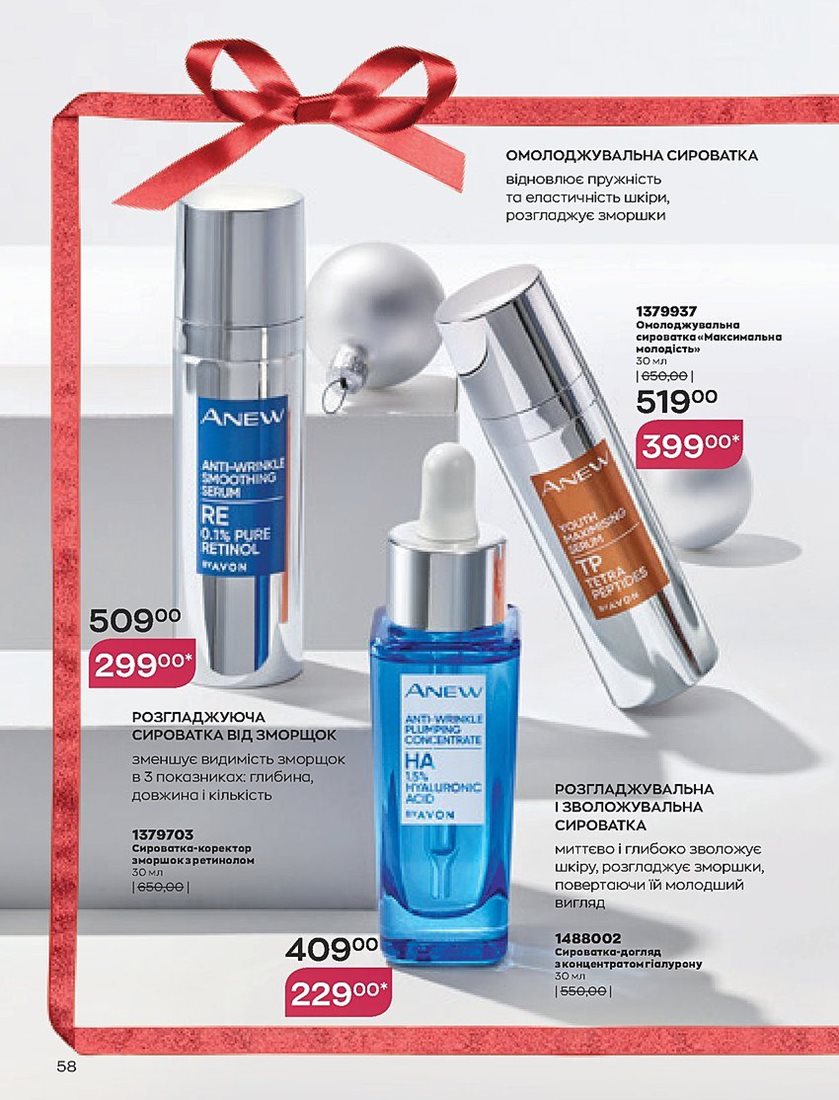 ОМОЛОДЖУВАЛЬНА СИРОВАТКА
відновлює пружність
та еластичність шкіри,
розгладжує зморшки
1379937
Омолоджувальна
сироватка «Максимальна
молодість»
30 мл
|650,00|
519⁰⁰
399⁰⁰*
ANEW
ANTI-WRINKLE
SMOOTHING
SERUM
RE
0.1% PURE
RETINOL
BY AVON
ANEW
YOUTH
MAXIMISING
SERUM
TP
TETRA
PEPTIDES
BY AVON
509⁰⁰
299⁰⁰*
РОЗГЛАДЖУЮЧА
СИРОВАТКА ВІД ЗМОРЩОК
зменшує видимість зморщок
в 3 показниках: глибина,
довжина і кількість
1379703
Сироватка-коректор
зморшок з ретинолом
30 мл
|650,00|
ANEW
ANTI-WRINKLE
PLUMPING
CONCENTRATE
HA
1.5%
HYALURONIC
ACID
BY AVON
РОЗГЛАДЖУВАЛЬНА
І ЗВОЛОЖУВАЛЬНА
СИРОВАТКА
миттєво і глибоко зволожує
шкіру, розгладжує зморшки,
повертаючи їй молодший
вигляд
1488002
Сироватка-догляд
з концентратом гіалурону
30 мл
|550,00|
409⁰⁰
229⁰⁰*
58